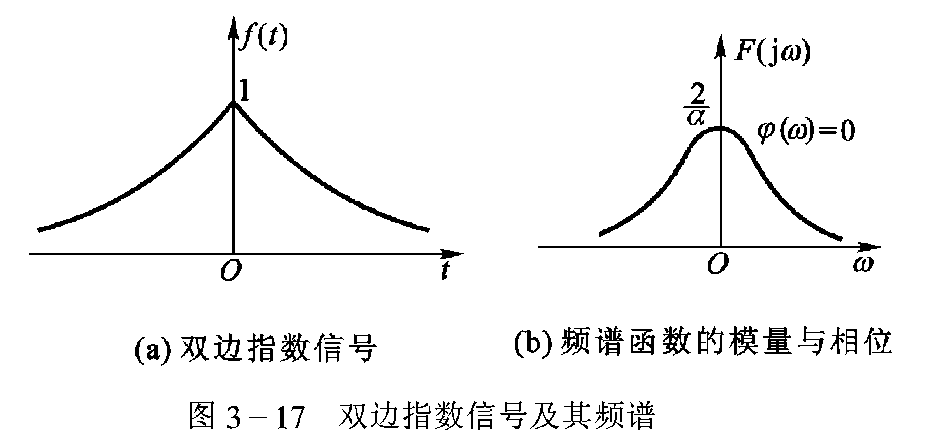 f(t)
1
O
t
F(jω)
2/α
φ(ω)=0
O
ω
(a) 双边指数信号
(b) 频谱函数的模量与相位
图 3-17 双边指数信号及其频谱